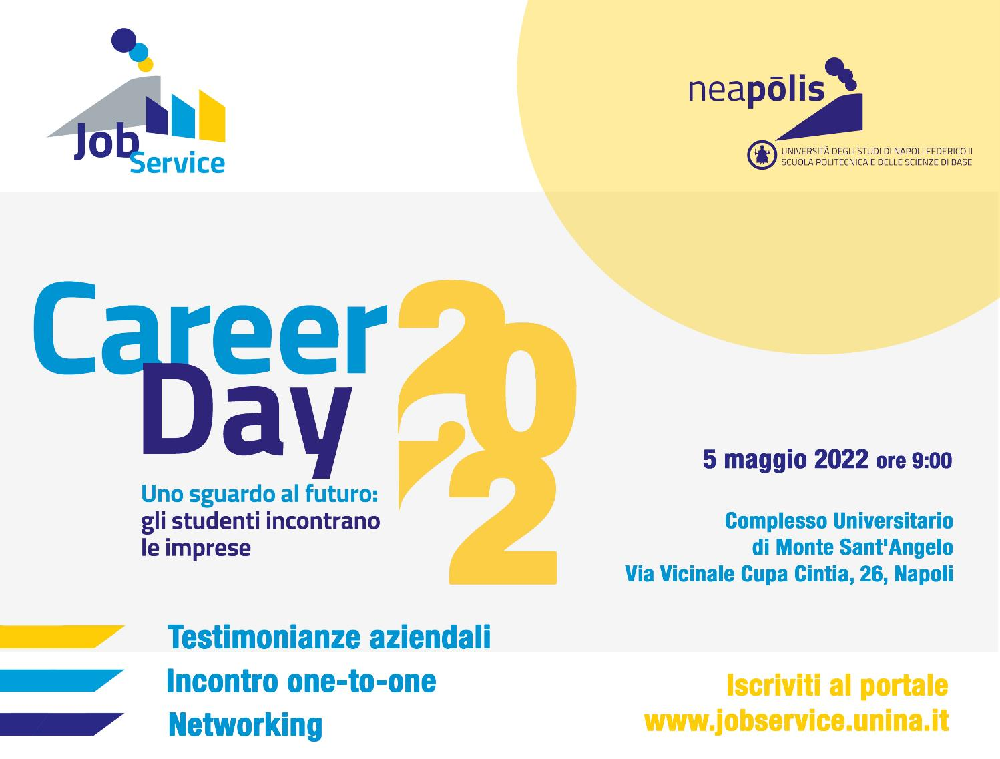 Job
Service
neapōlis
UNIVERSITÀ DEGLI STUDI DI NAPOLI FEDERICO II
SCUOLA POLITECNICA E DELLE SCIENZE DI BASE
Career
Day
2022
Uno sguardo al futuro:
gli studenti incontrano
le imprese
5 maggio 2022 ore 9:00
Complesso Universitario
di Monte Sant'Angelo
Via Vicinale Cupa Cintia, 26, Napoli
Testimonianze aziendali
Incontro one-to-one
Networking
Iscriviti al portale
www.jobservice.unina.it